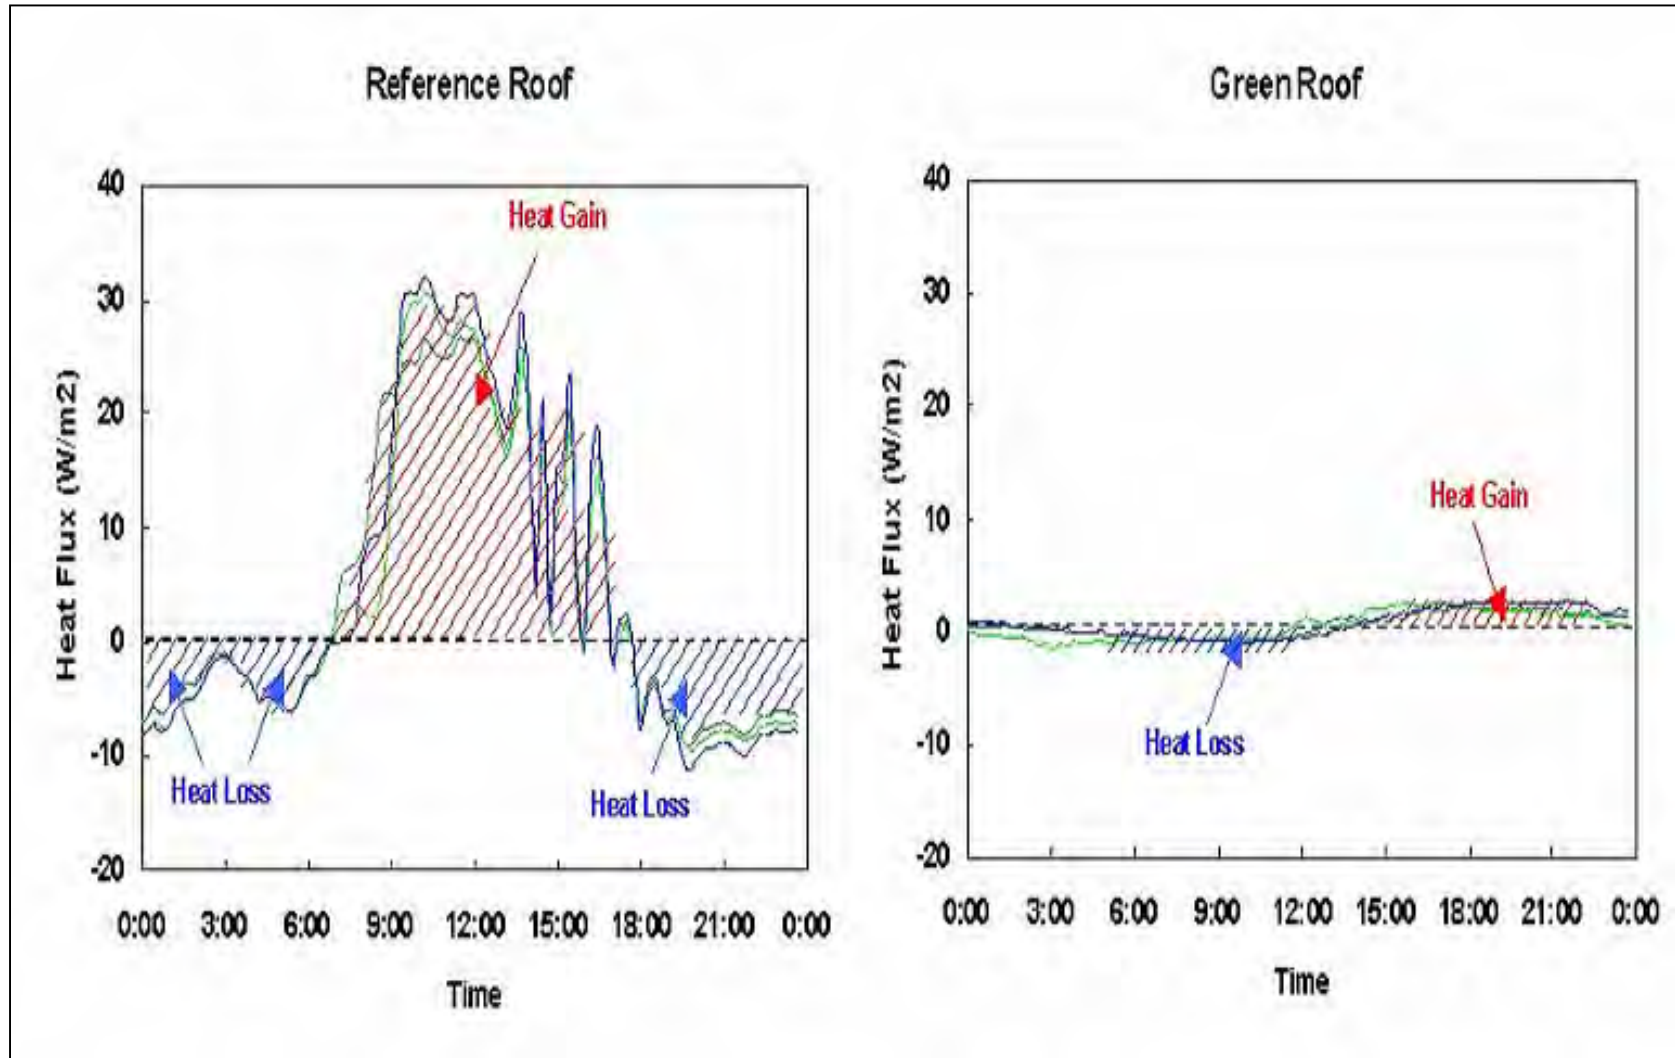 Reference Roof
Heat Flux (W/m2)
40
30
20
10
0
-10
-20
Heat Gain
Heat Loss
Heat Loss
0:00 3:00 6:00 9:00 12:00 15:00 18:00 21:00 0:00
Time
Green Roof
Heat Flux (W/m2)
40
30
20
10
0
-10
-20
Heat Gain
Heat Loss
0:00 3:00 6:00 9:00 12:00 15:00 18:00 21:00 0:00
Time